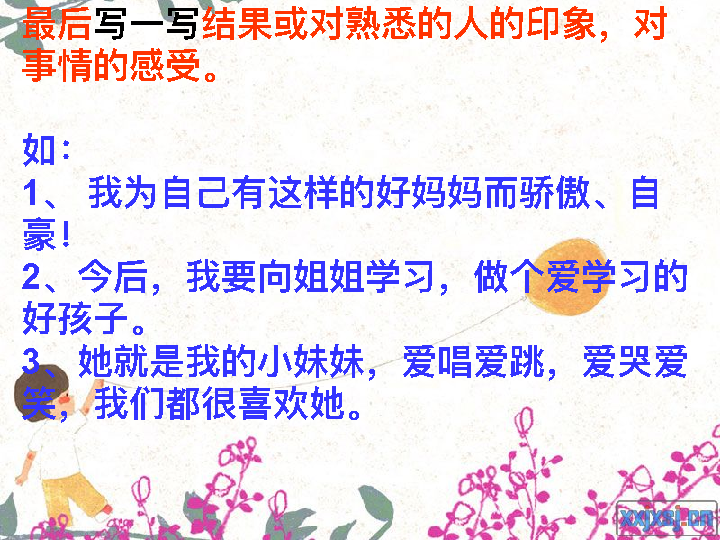 最后写一写结果或对熟悉的人的印象，对
事情的感受。
如：
1、 我为自己有这样的好妈妈而骄傲、自
豪！
2、今后，我要向姐姐学习，做个爱学习的
好孩子。
3、她就是我的小妹妹，爱唱爱跳，爱哭爱
笑，我们都很喜欢她。
xxjxsj.cn